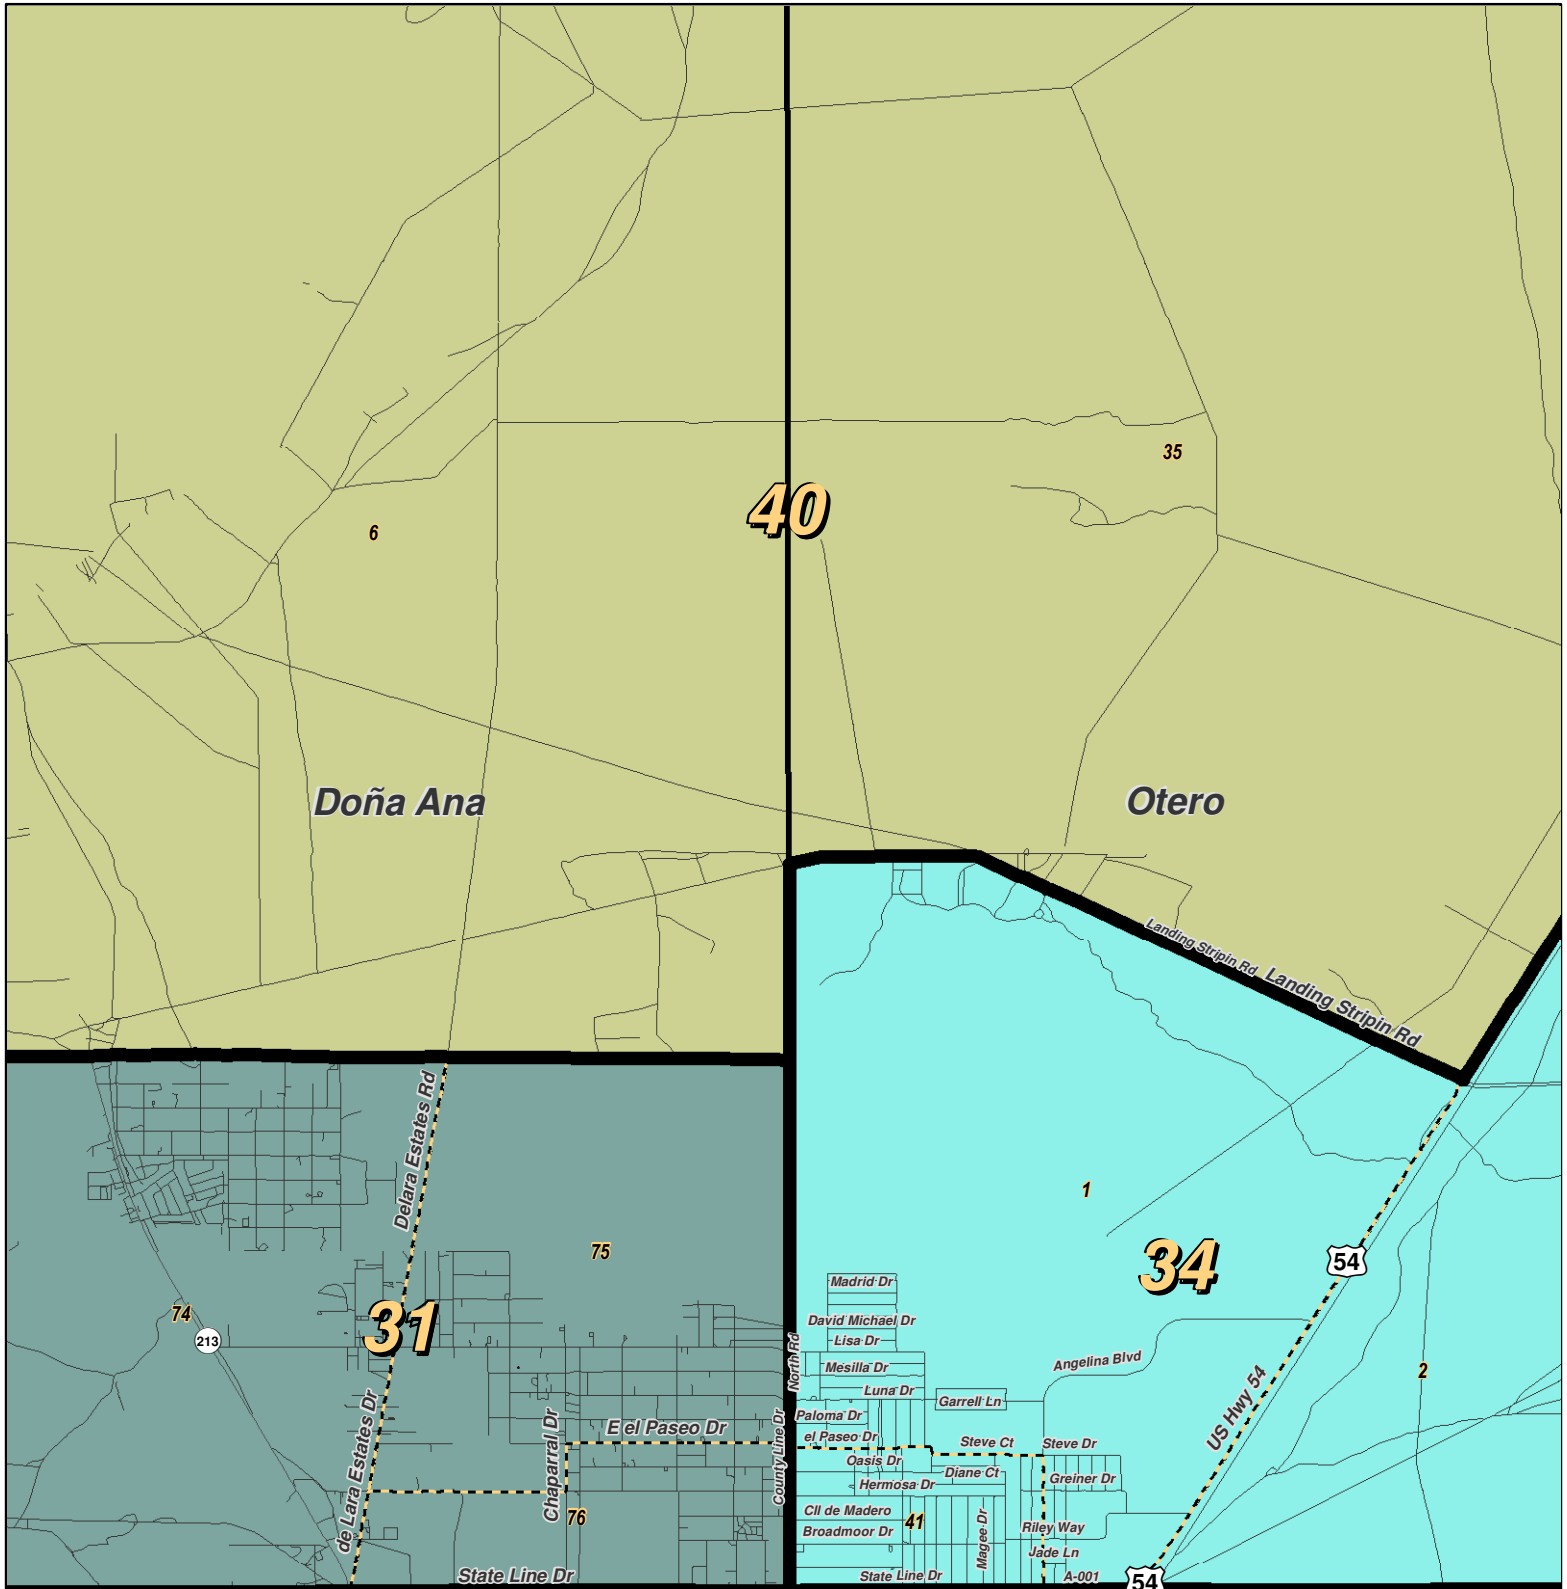 35
40
6
Doña Ana
Otero
Landing Stripin Rd
Landing Stripin Rd
Delara Estates Rd
1
75
34
54
Madrid Dr
74
31
David Michael Dr
213
Lisa Dr
North Rd
Angelina Blvd
Mesilla Dr
2
Luna Dr
Garrell Ln
US Hwy 54
Paloma Dr
E el Paseo Dr
el Paseo Dr
Steve Ct
Steve Dr
Chaparral Dr
County Line Dr
Oasis Dr
Diane Ct
Greiner Dr
Hermosa Dr
de Lara Estates Dr
Cll de Madero
76
41
Magee Dr
Riley Way
Broadmoor Dr
Jade Ln
State Line Dr
State Line Dr
A-001
54